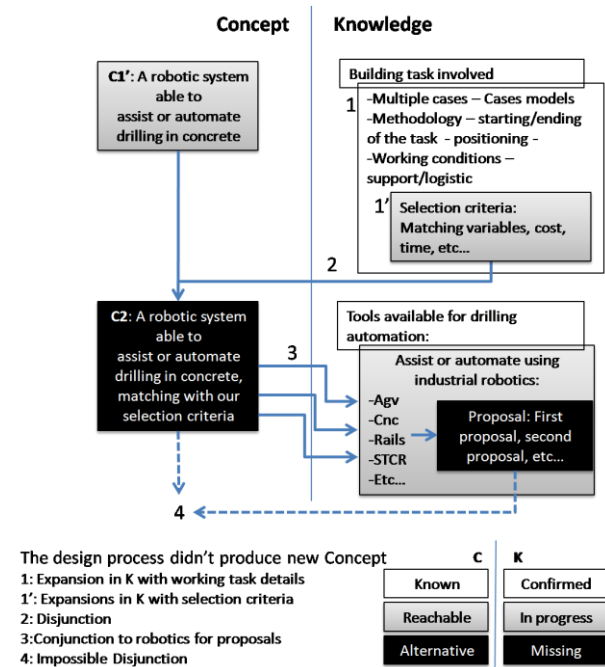 Concept
Knowledge
C1’: A robotic system
able to
assist or automate
drilling in concrete
Building task involved
1
-Multiple cases – Cases models
-Methodology – starting/ending
of the task - positioning -
-Working conditions –
support/logistic
1'
Selection criteria:
Matching variables, cost,
time, etc...
2
C2: A robotic system
able to
assist or automate
drilling in concrete,
matching with our
selection criteria
3
Tools available for drilling
automation:
Assist or automate using
industrial robotics:
-Agv
-Cnc
-Rails
-STCR
-Etc...
Proposal: First
proposal, second
proposal, etc...
4
The design process didn’t produce new Concept
1: Expansion in K with working task details
1’: Expansions in K with selection criteria
2: Disjunction
3:Conjunction to robotics for proposals
4: Impossible Disjunction
C K
Known Confirmed
Reachable In progress
Alternative Missing